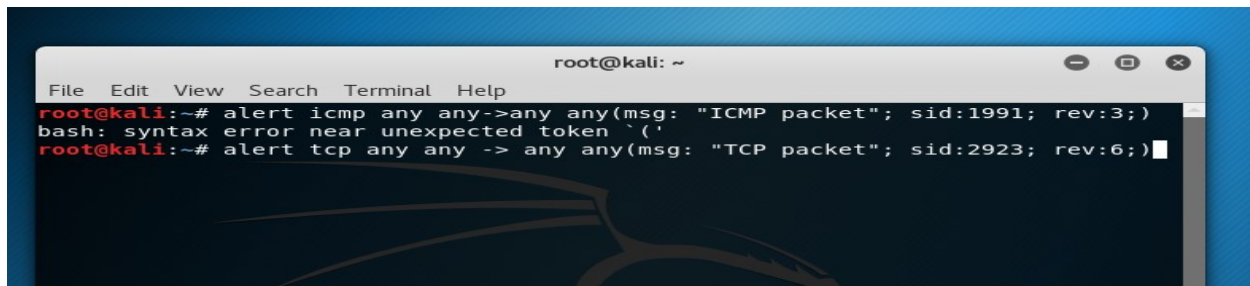 root@kali: ~
File Edit View Search Terminal Help
root@kali:~# alert icmp any any->any any(msg: "ICMP packet"; sid:1991; rev:3;)
bash: syntax error near unexpected token `('
root@kali:~# alert tcp any any -> any any(msg: "TCP packet"; sid:2923; rev:6;)